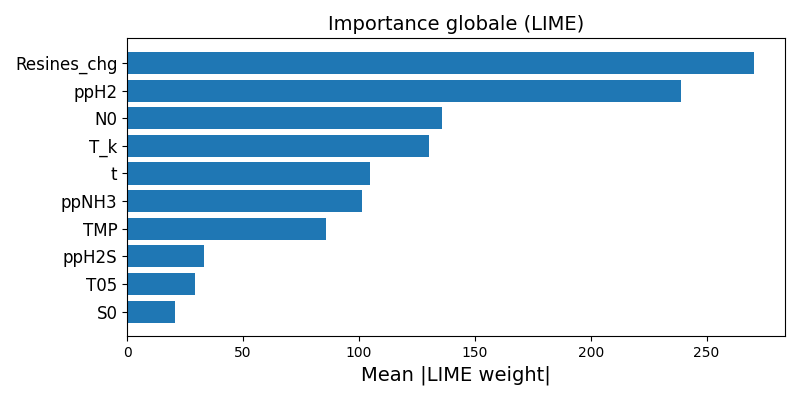 Importance globale (LIME)
Resines_chg
ppH2
N0
T_k
t
ppNH3
TMP
ppH2S
T05
S0
0 50 100 150 200 250
Mean |LIME weight|